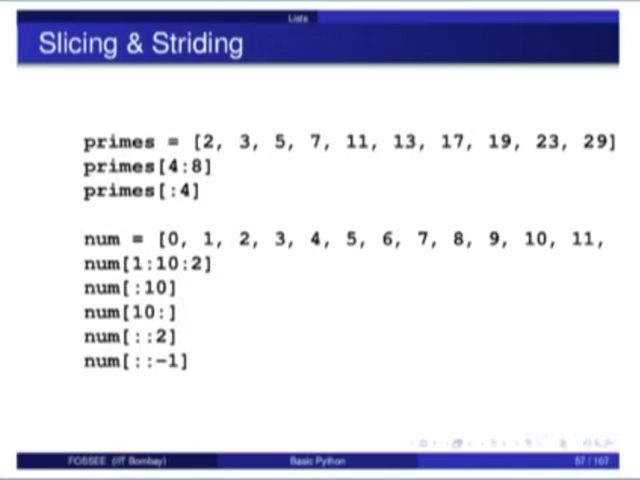 Lists
Slicing & Striding
primes = [2, 3, 5, 7, 11, 13, 17, 19, 23, 29]
primes[4:8]
primes[:4]
num = [0, 1, 2, 3, 4, 5, 6, 7, 8, 9, 10, 11,
num[1:10:2]
num[:10]
num[10:]
num[::2]
num[::-1]
FOSSEE (IIT Bombay) Basic Python 57 / 167